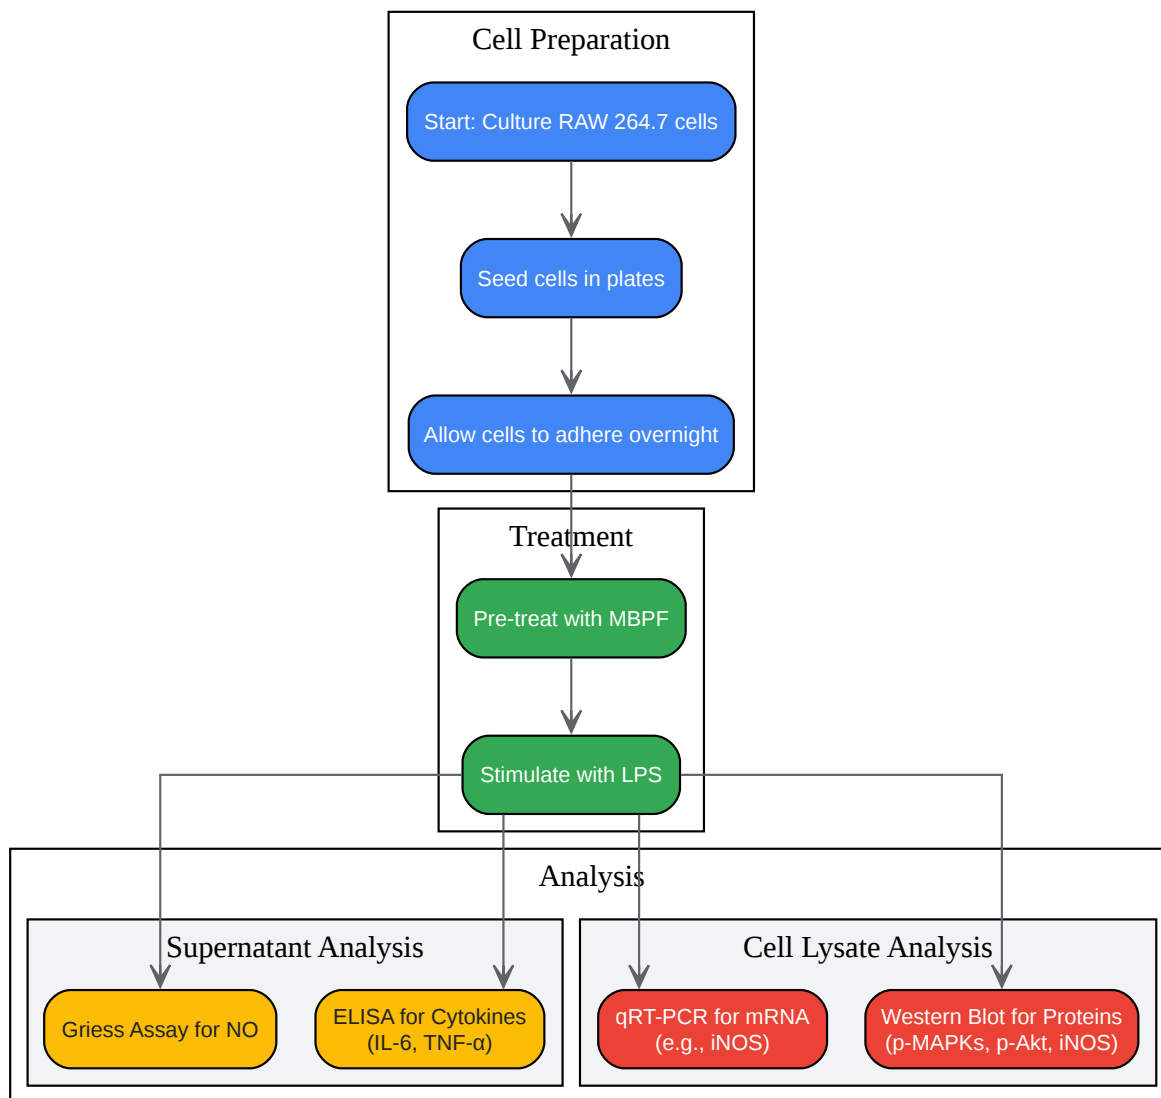 Cell Preparation
Start: Culture RAW 264.7 cells
Seed cells in plates
Allow cells to adhere overnight
Treatment
Pre-treat with MBPF
Stimulate with LPS
Analysis
Supernatant Analysis
Griess Assay for NO
ELISA for Cytokines
(IL-6, TNF-α)
Cell Lysate Analysis
qRT-PCR for mRNA
(e.g., iNOS)
Western Blot for Proteins
(p-MAPKs, p-Akt, iNOS)